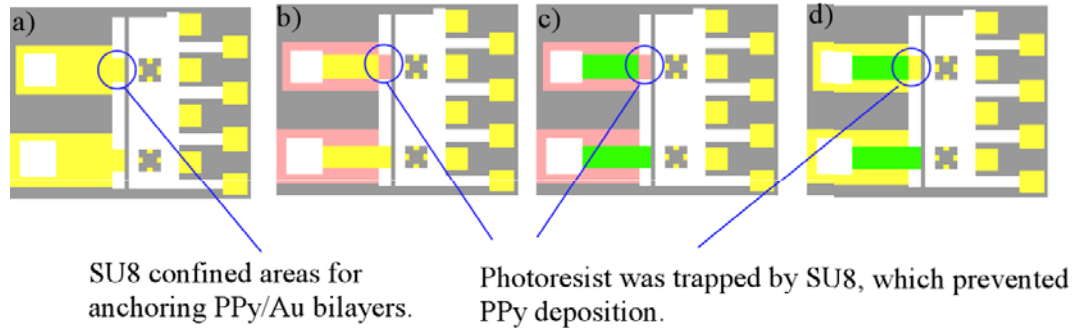 a) b) c) d)
SU8 confined areas for
anchoring PPy/Au bilayers.
Photoresist was trapped by SU8, which prevented
PPy deposition.